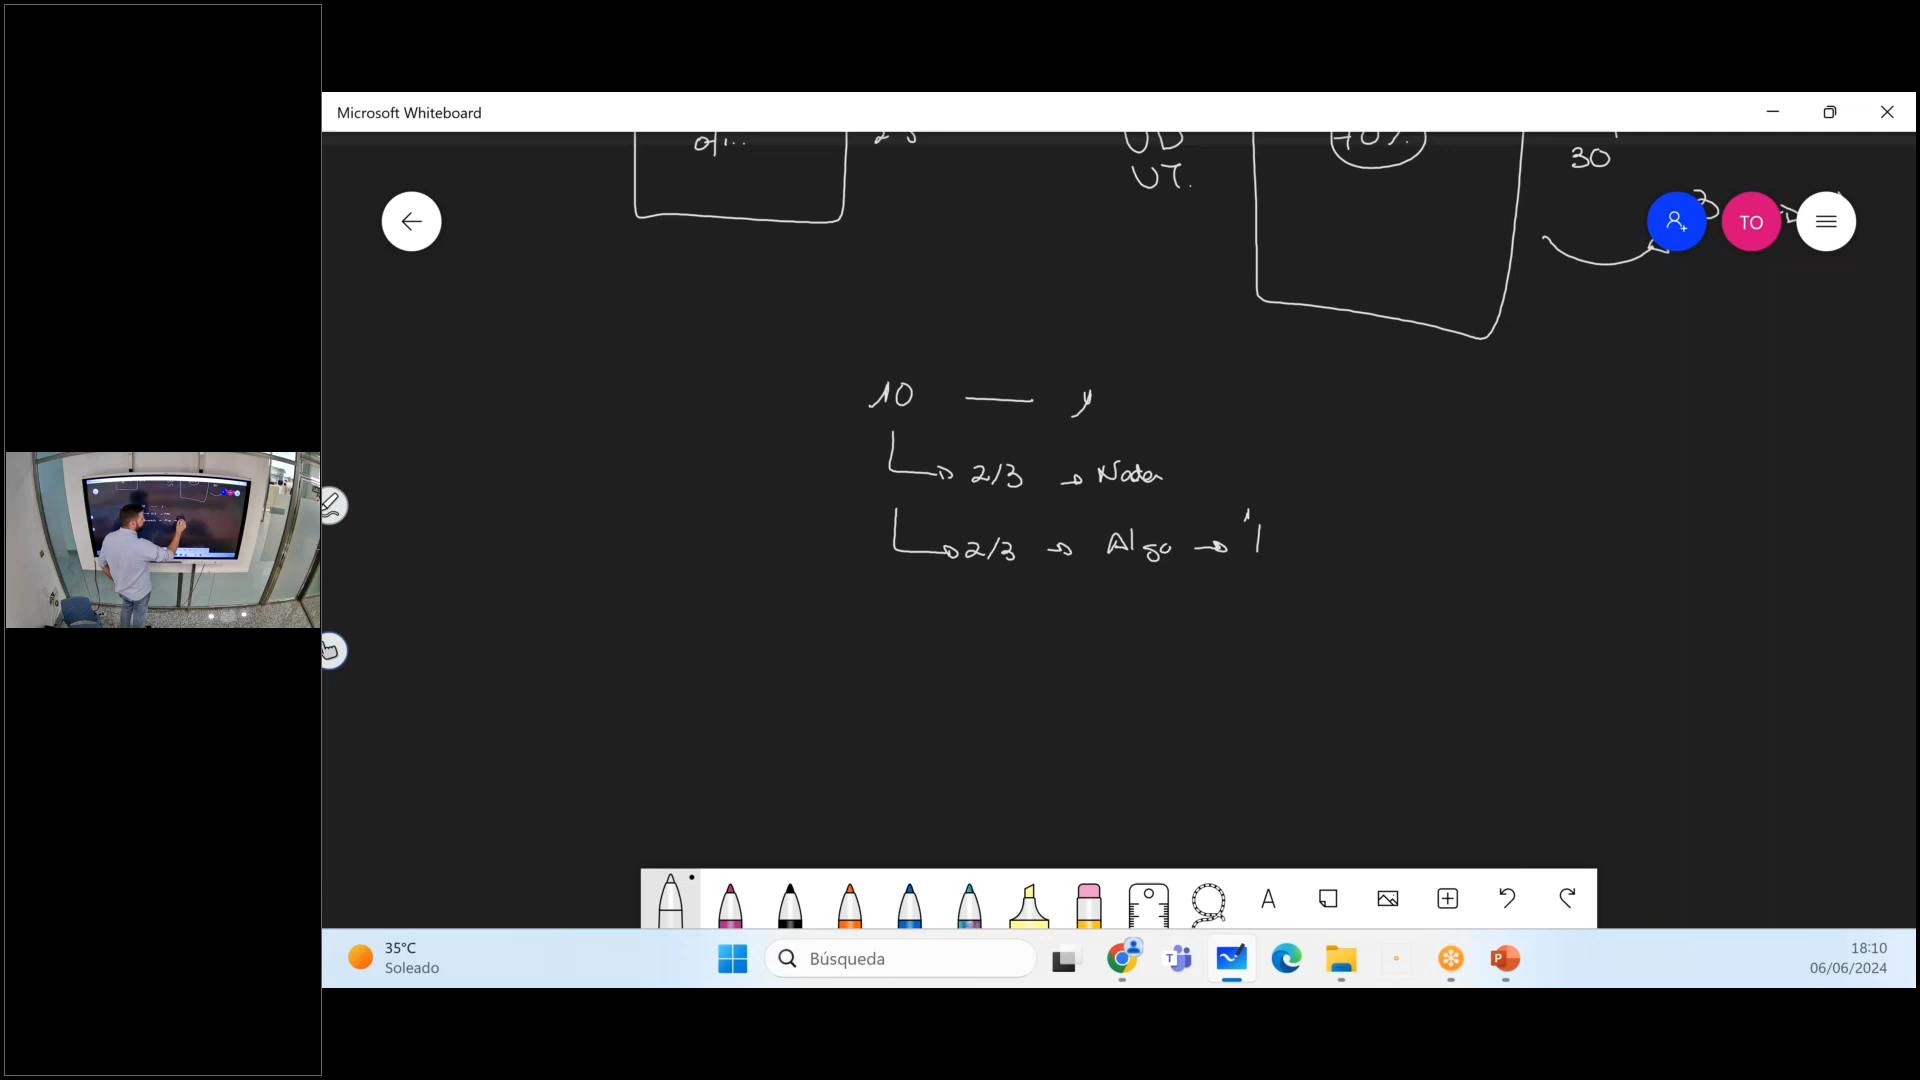 Microsoft Whiteboard
30
UT.
TO
10 —
2/3 → Nada
2/3 → Algo →
A
35°C
Soleado
Búsqueda
18:10
06/06/2024